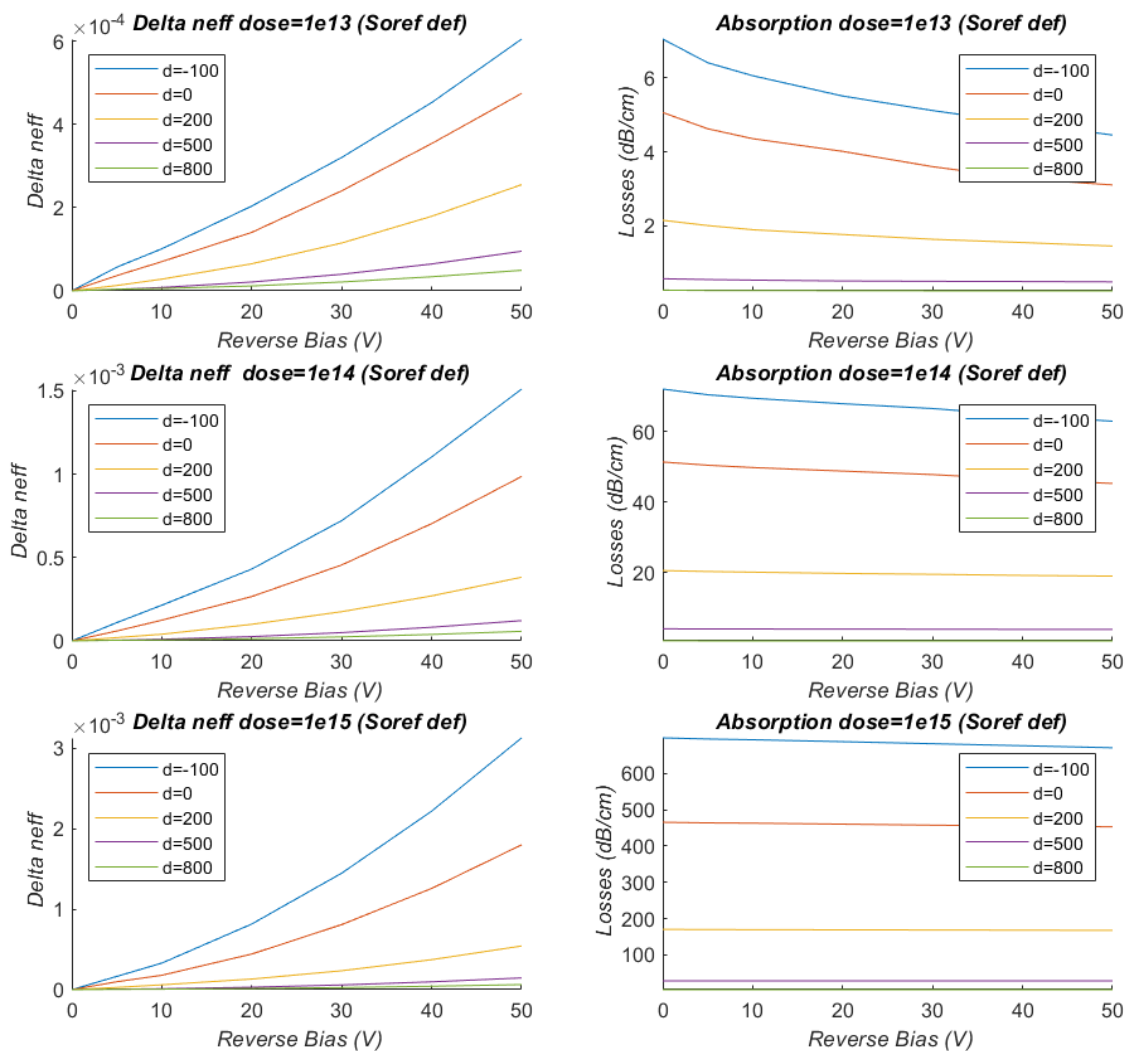 Delta neff dose=1e13 (Soref def)
×10⁻⁴
6
4
2
0
Delta neff
d=-100
d=0
d=200
d=500
d=800
0 10 20 30 40 50
Reverse Bias (V)
Absorption dose=1e13 (Soref def)
6
4
2
Losses (dB/cm)
d=-100
d=0
d=200
d=500
d=800
0 10 20 30 40 50
Reverse Bias (V)
Delta neff  dose=1e14 (Soref def)
×10⁻³
1.5
1
0.5
0
Delta neff
d=-100
d=0
d=200
d=500
d=800
0 10 20 30 40 50
Reverse Bias (V)
Absorption dose=1e14 (Soref def)
60
40
20
Losses (dB/cm)
d=-100
d=0
d=200
d=500
d=800
0 10 20 30 40 50
Reverse Bias (V)
Delta neff dose=1e15 (Soref def)
×10⁻³
3
2
1
0
Delta neff
d=-100
d=0
d=200
d=500
d=800
0 10 20 30 40 50
Reverse Bias (V)
Absorption dose=1e15 (Soref def)
600
500
400
300
200
100
Losses (dB/cm)
d=-100
d=0
d=200
d=500
d=800
0 10 20 30 40 50
Reverse Bias (V)